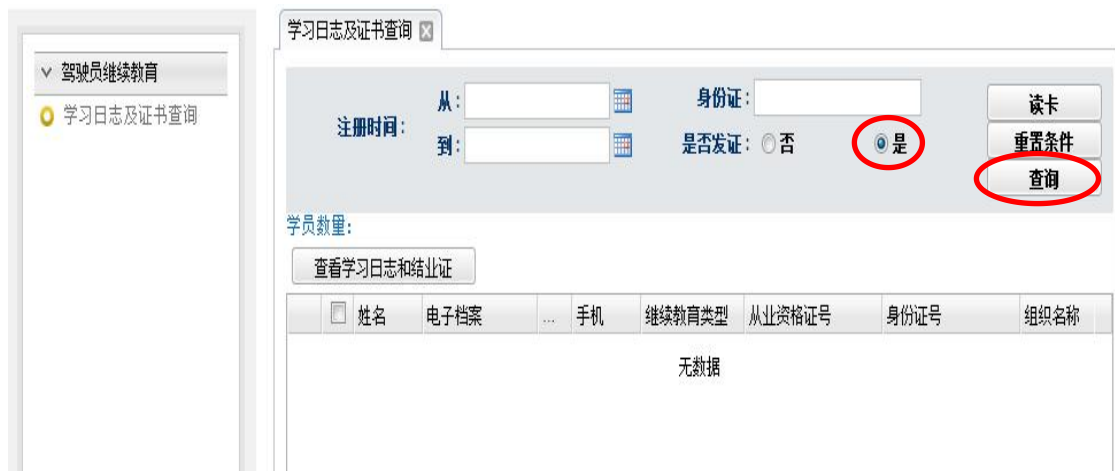 学习日志及证书查询
驾驶员继续教育
学习日志及证书查询
注册时间：
从：
到：
身份证：
是否发证：
否
是
读卡
重置条件
查询
学员数量:
查看学习日志和结业证
姓名 电子档案 ... 手机 继续教育类型 从业资格证号 身份证号 组织名称
无数据